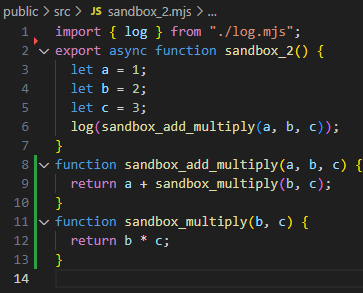 public > src > JS sandbox_2.mjs > ...
1 import { log } from "./log.mjs";
2 export async function sandbox_2() {
3 let a = 1;
4 let b = 2;
5 let c = 3;
6 log(sandbox_add_multiply(a, b, c));
7 }
8 function sandbox_add_multiply(a, b, c) {
9 return a + sandbox_multiply(b, c);
10 }
11 function sandbox_multiply(b, c) {
12 return b * c;
13 }
14